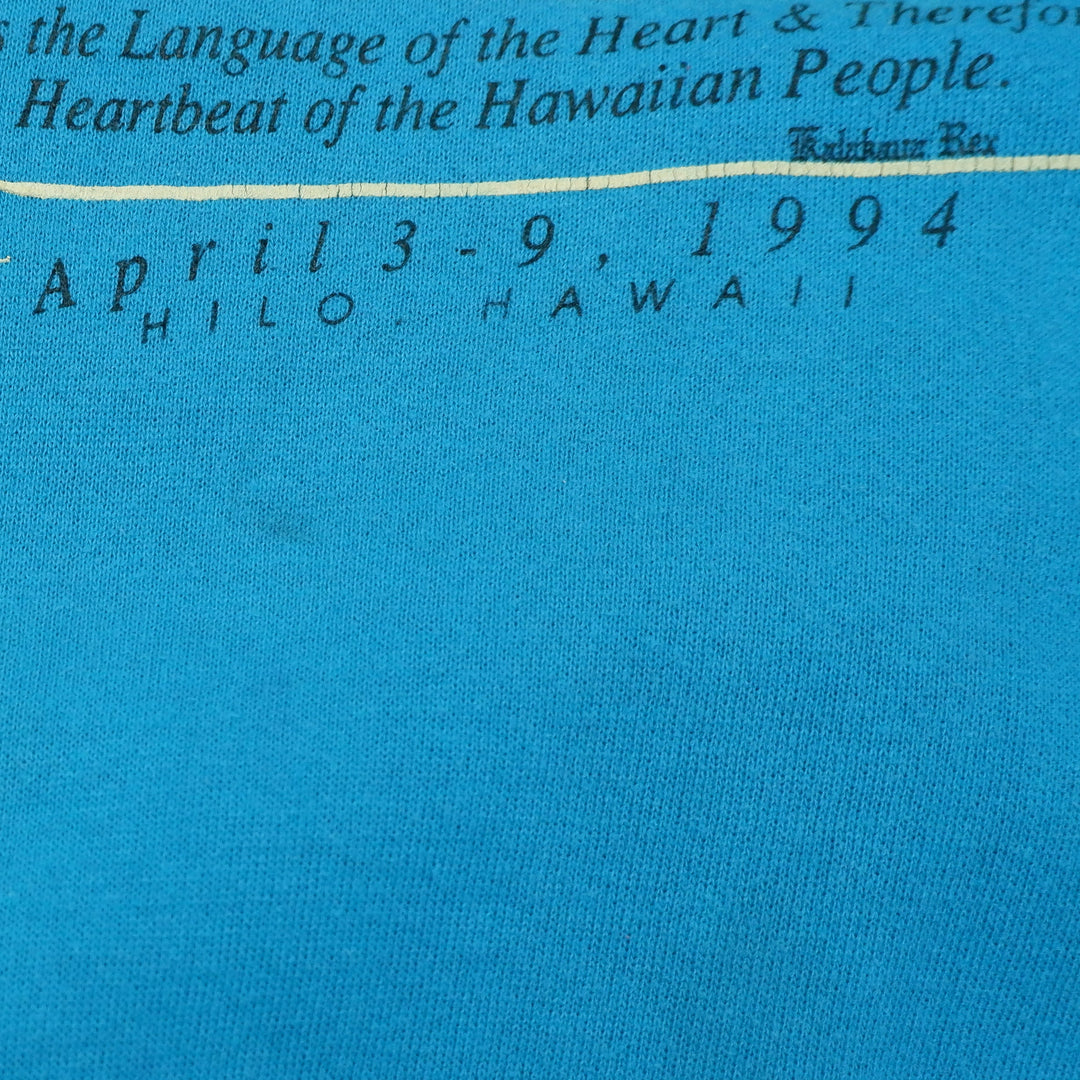 the Language of the Heart & Therefor
Heartbeat of the Hawaiian People.
Kalakaua Rex
April 3-9, 1994
HILO. HAWAII